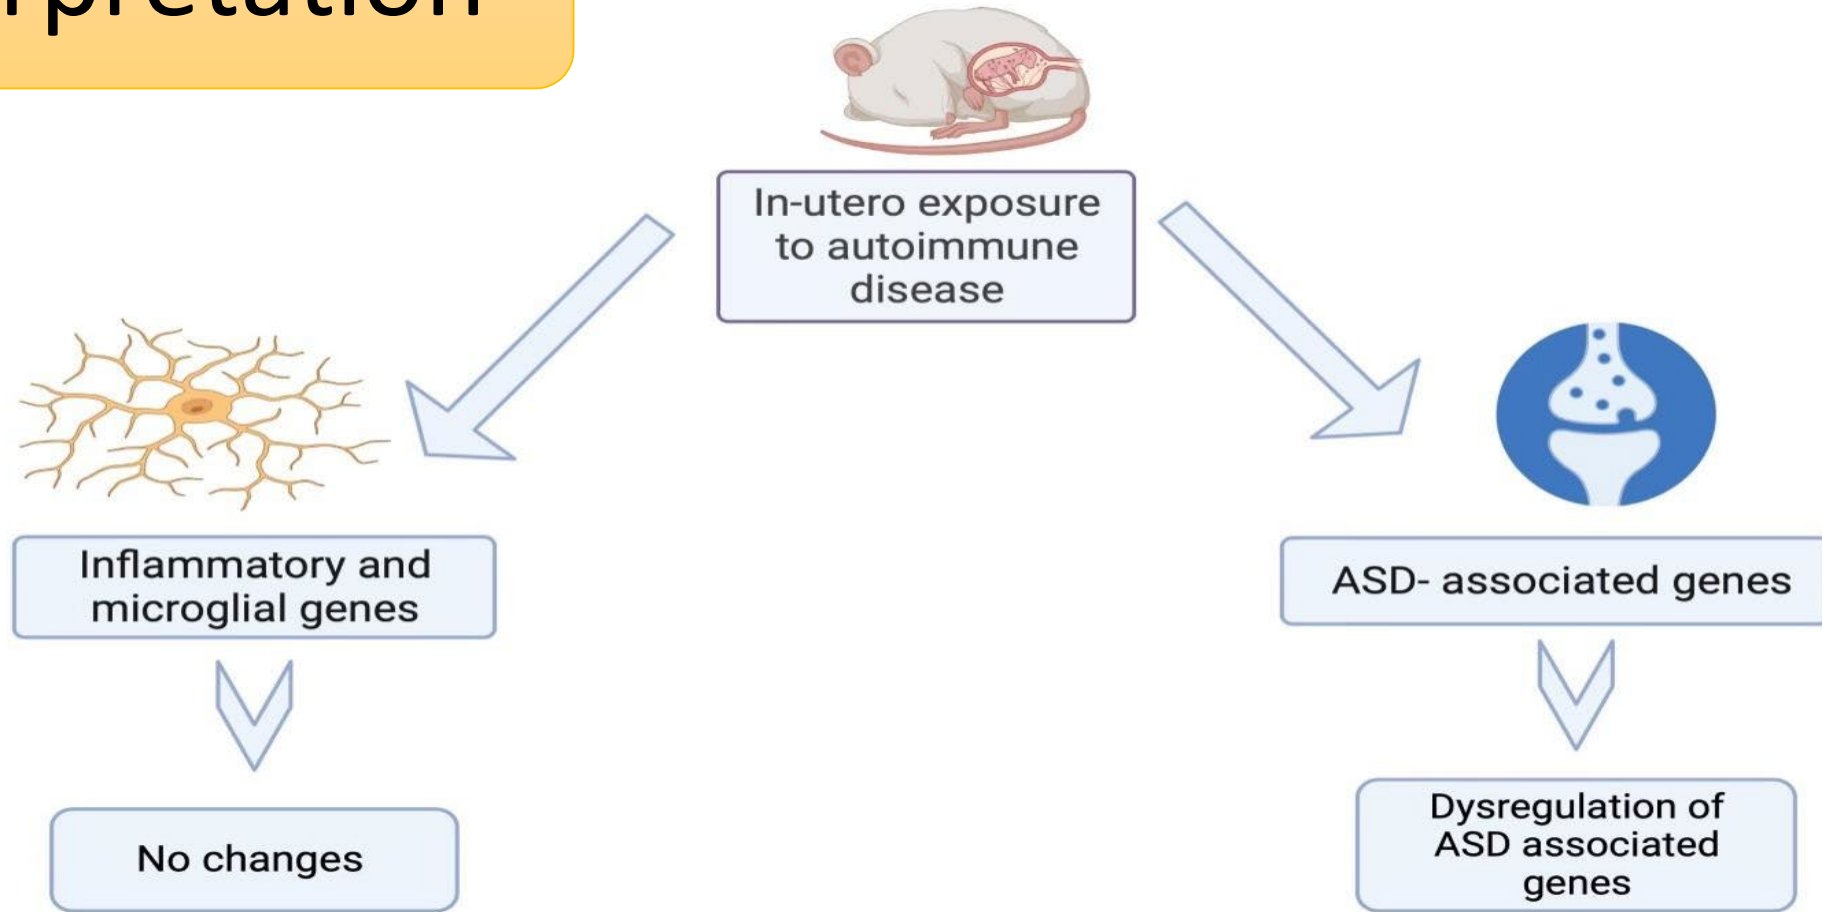 In-utero exposure
to autoimmune
disease
Inflammatory and
microglial genes
ASD- associated genes
No changes
Dysregulation of
ASD associated
genes